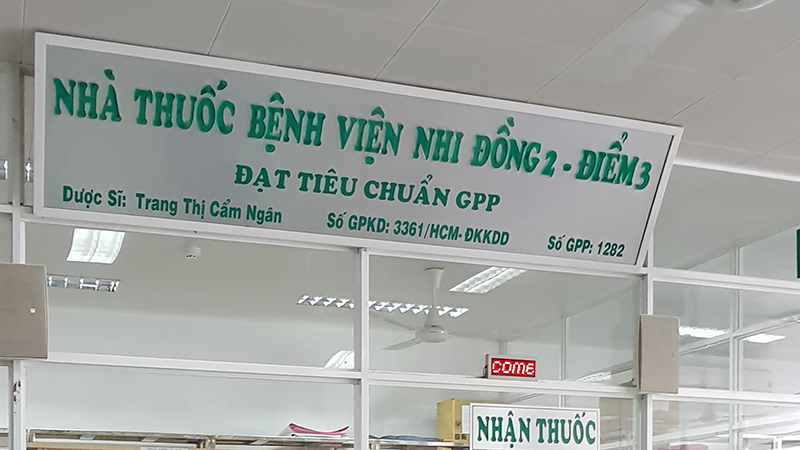 NHÀ THUỐC BỆNH VIỆN NHI ĐỒNG 2 - ĐIỂM 3
ĐẠT TIÊU CHUẨN GPP
Dược Sĩ: Trang Thị Cẩm Ngân Số GPKD: 3361/HCM-ĐKKDD Số GPP: 1282
COME
NHẬN THUỐC